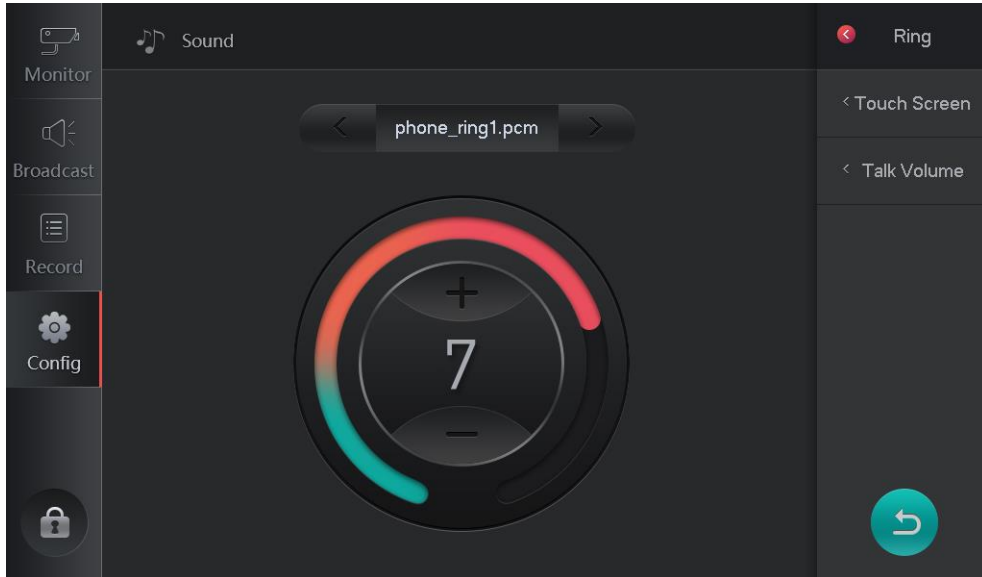 Monitor
Broadcast
Record
Config
Sound
phone_ring1.pcm
7
Ring
Touch Screen
Talk Volume